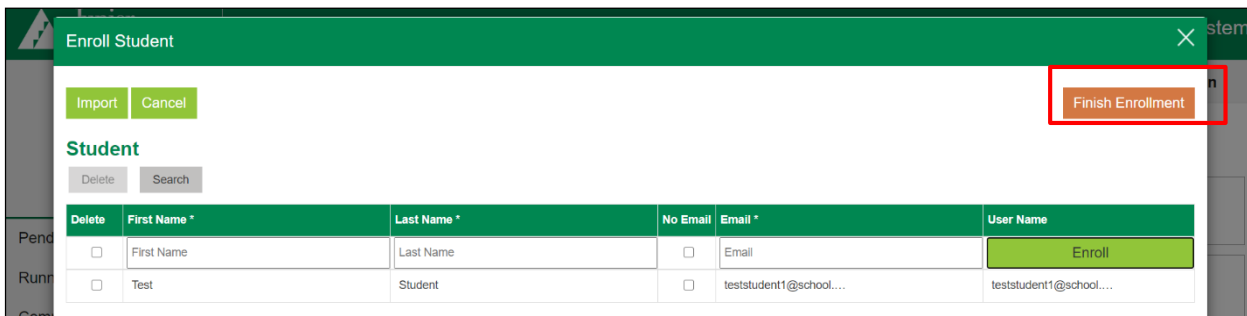 stem
Enroll Student
n
Import Cancel Finish Enrollment
Student
Delete Search
Delete First Name * Last Name * No Email Email * User Name
First Name Last Name Email Enroll
Test Student teststudent1@school.... teststudent1@school....
Pend
Runn